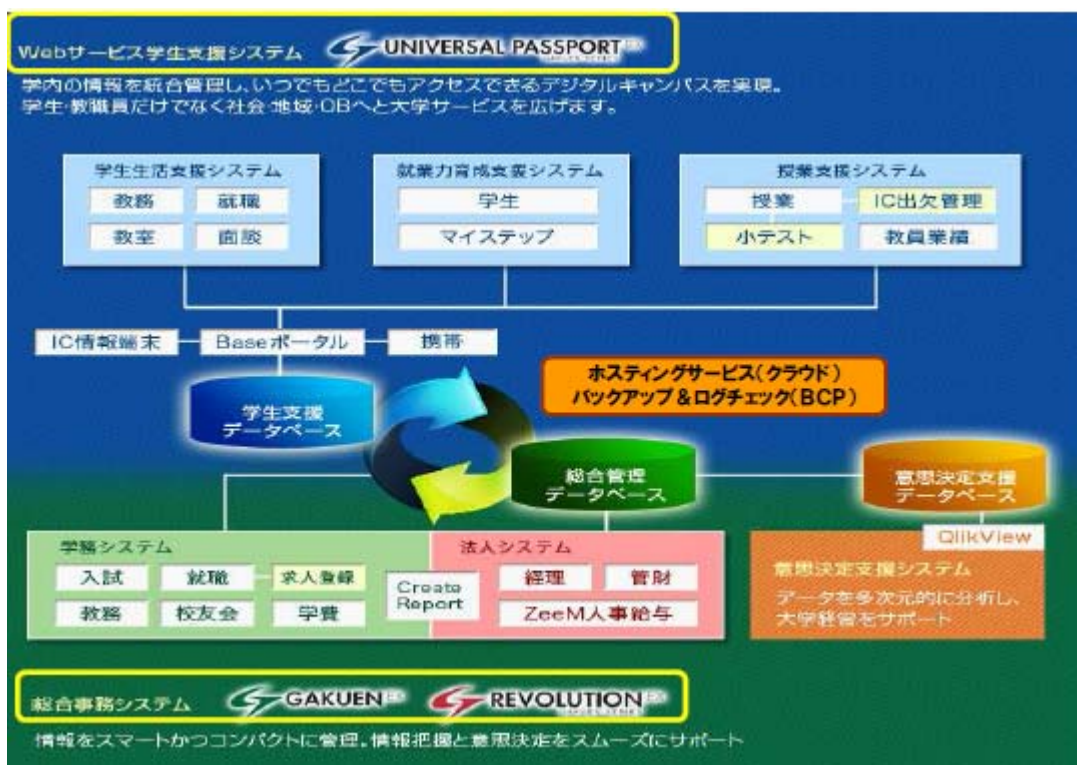 Webサービス学生支援システム UNIVERSAL PASSPORT EX
学内の情報を統合管理し、いつでもどこでもアクセスできるデジタルキャンパスを実現。
学生・教職員だけでなく社会・地域・OBへと大学サービスを広げます。
学生生活支援システム
教務 就職
教室 面談
就業力育成支援システム
学生
マイステップ
授業支援システム
授業 IC出欠管理
小テスト 教員業績
IC情報端末 Baseポータル 携帯
ホスティングサービス(クラウド)
バックアップ＆ログチェック(BCP)
学生支援
データベース
総合管理
データベース
意思決定支援
データベース
学務システム
入試 就職 求人登録
教務 校友会 学費
Create
Report
法人システム
経理 管財
ZeeM人事給与
QlikView
意思決定支援システム
データを多次元的に分析し、
大学経営をサポート
総合事務システム GAKUEN EX REVOLUTION EX
情報をスマートかつコンパクトに管理。情報把握と意思決定をスムーズにサポート